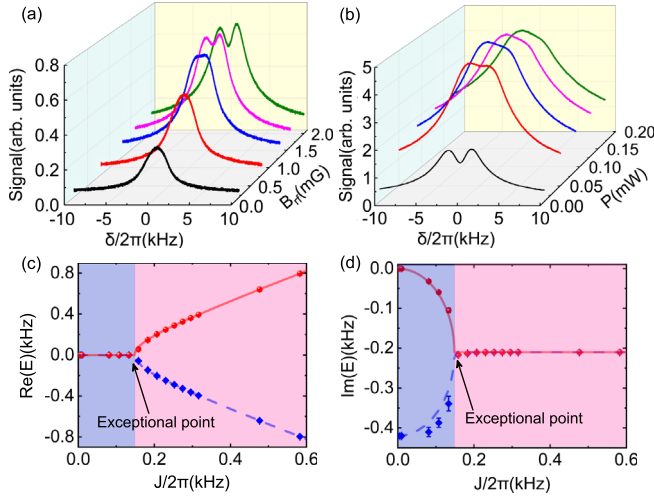 (a)
Signal(arb. units)
0.8
0.6
0.4
0.2
0.0
-10 -5 0 5 10
δ/2π(kHz)
0.0 0.5 1.0 1.5 2.0
B_rf(mG)
(b)
Signal(arb. units)
5
4
3
2
1
0
-10 -5 0 5 10
δ/2π(kHz)
0.00 0.05 0.10 0.15 0.20
P(mW)
(c)
Re(E)/(kHz)
0.8
0.4
0.0
-0.4
-0.8
Exceptional point
0.0 0.2 0.4 0.6
J/2π(kHz)
(d)
Im(E)/(kHz)
0.0
-0.1
-0.2
-0.3
-0.4
Exceptional point
0.0 0.2 0.4 0.6
J/2π(kHz)